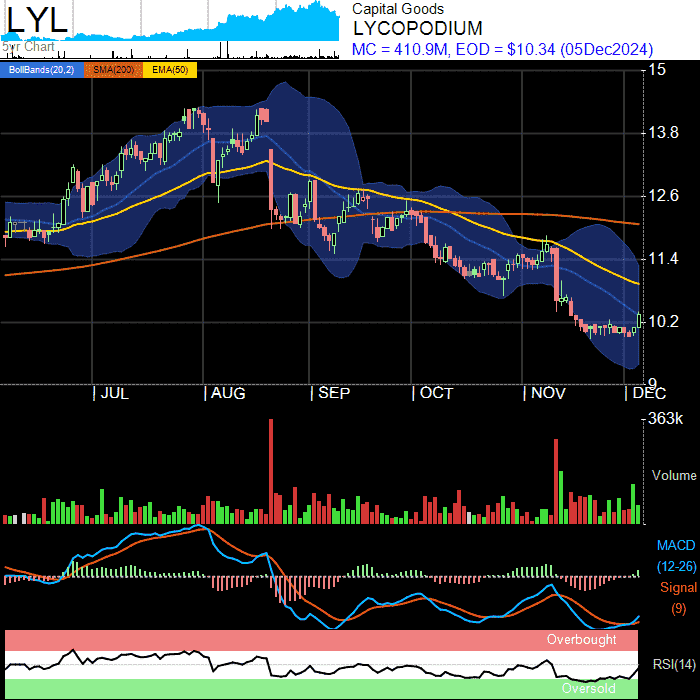 LYL
5yr Chart
Capital Goods
LYCOPODIUM
MC = 410.9M, EOD = $10.34 (05Dec2024)
BollBands(20,2) SMA(200) EMA(50)
15
13.8
12.6
11.4
10.2
9
JUL AUG SEP OCT NOV DEC
363k
Volume
MACD
(12-26)
Signal
(9)
Overbought
RSI(14)
Oversold